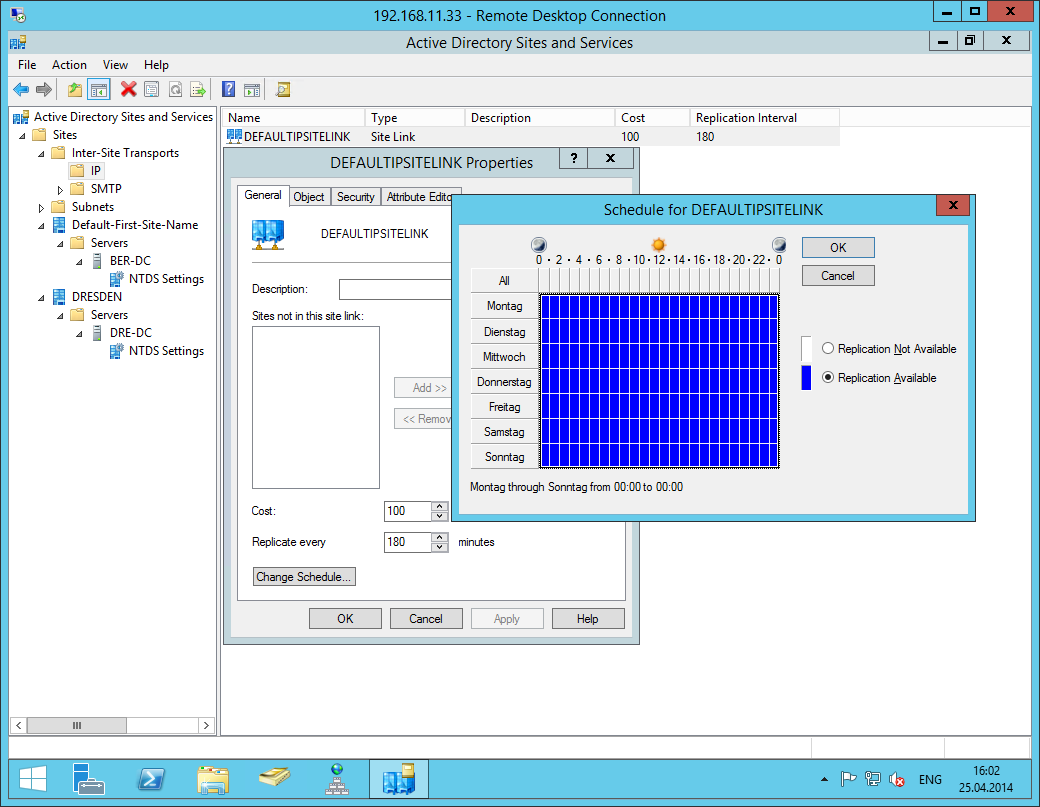 192.168.11.33 - Remote Desktop Connection
Active Directory Sites and Services
File Action View Help
Active Directory Sites and Services
Sites
Inter-Site Transports
IP
SMTP
Subnets
Default-First-Site-Name
Servers
BER-DC
NTDS Settings
DRESDEN
Servers
DRE-DC
NTDS Settings
Name Type Description Cost Replication Interval
DEFAULTIPSITELINK Site Link 100 180
DEFAULTIPSITELINK Properties
General Object Security Attribute Edito
DEFAULTIPSITELINK
Description:
Sites not in this site link:
Add >>
<< Remov
Cost: 100
Replicate every 180 minutes
Change Schedule...
OK Cancel Apply Help
Schedule for DEFAULTIPSITELINK
0 · 2 · 4 · 6 · 8 · 10 · 12 · 14 · 16 · 18 · 20 · 22 · 0
All
Montag
Dienstag
Mittwoch
Donnerstag
Freitag
Samstag
Sonntag
OK
Cancel
Replication Not Available
Replication Available
Montag through Sonntag from 00:00 to 00:00
ENG
16:02
25.04.2014